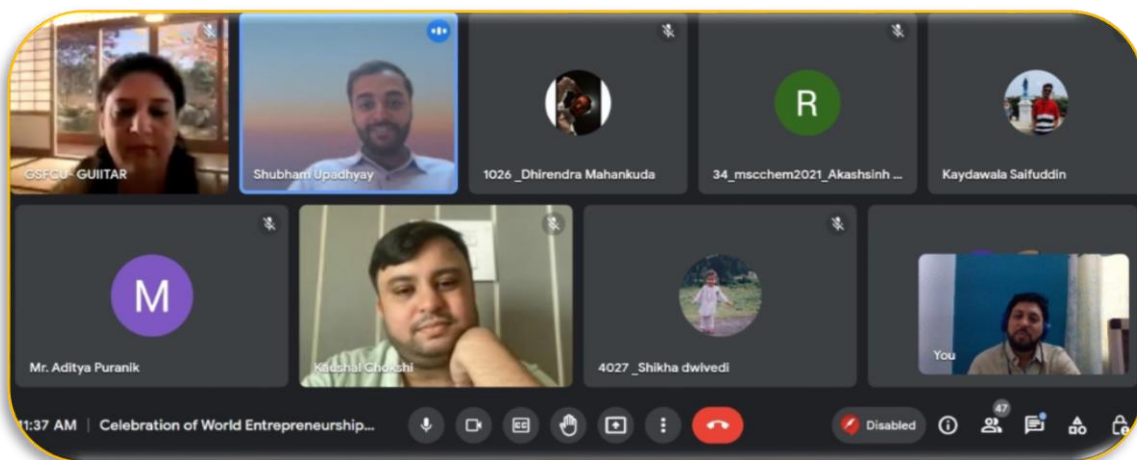 GSFCU- GUIITAR
Shubham Upadhyay
1026 _Dhirendra Mahankuda
R
34_mscchem2021_Akashsinh ...
Kaydawala Saifuddin
M
Mr. Aditya Puranik
Kaushal Chokshi
4027 _Shikha dwivedi
You
11:37 AM | Celebration of World Entrepreneurship...
CC
Disabled
47